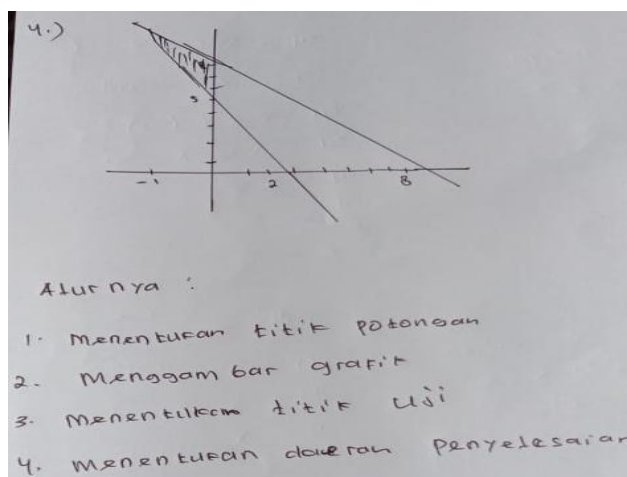 4.)
5
-1 2 8
Alurnya :
1. Menentukan titik potongan
2. Menggambar grafik
3. Menentukan titik uji
4. Menentukan daerah penyelesaian